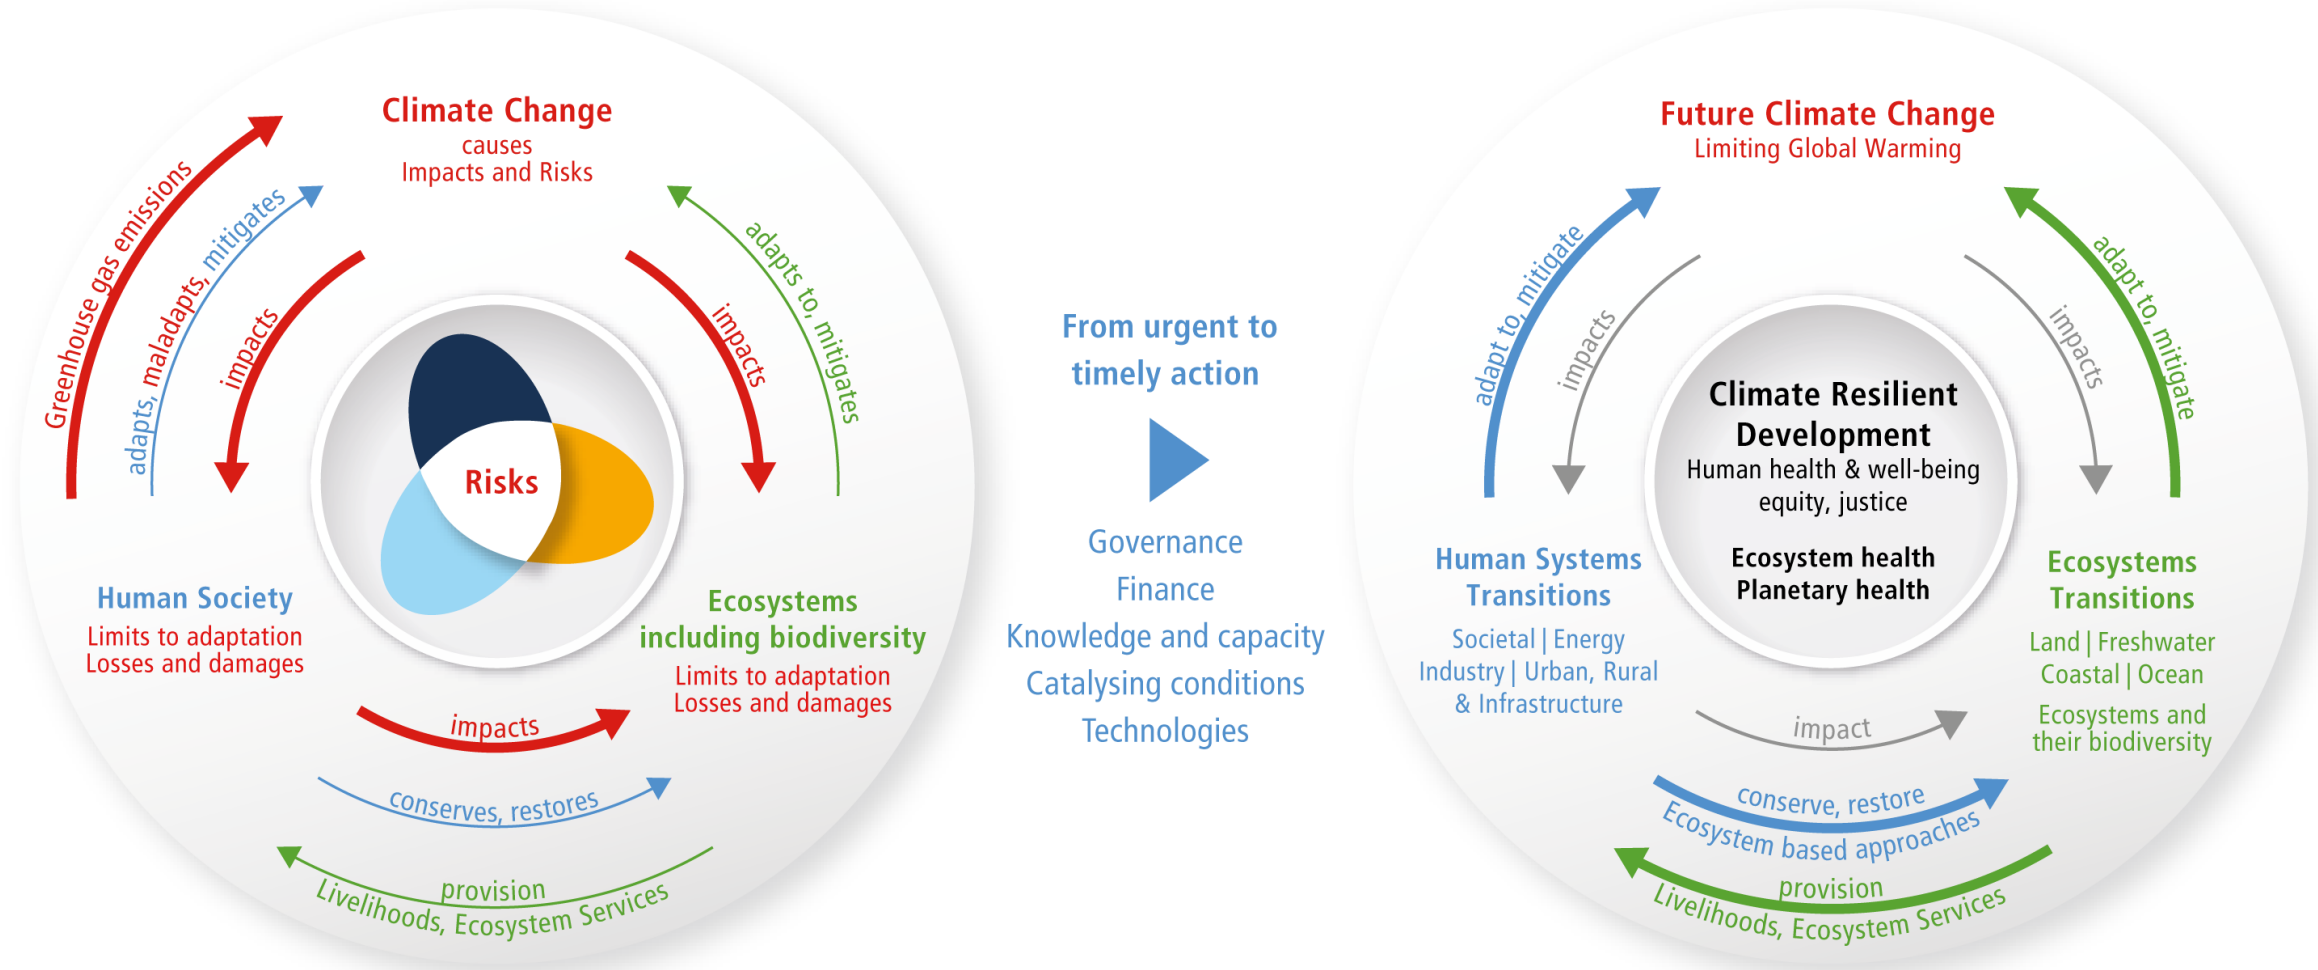 Climate Change
causes
Impacts and Risks
Greenhouse gas emissions
adapts, maladapts, mitigates
impacts
impacts
adapts to, mitigates
Risks
Human Society
Limits to adaptation
Losses and damages
Ecosystems
including biodiversity
Limits to adaptation
Losses and damages
impacts
conserves, restores
provision
Livelihoods, Ecosystem Services
From urgent to
timely action
Governance
Finance
Knowledge and capacity
Catalysing conditions
Technologies
Future Climate Change
Limiting Global Warming
adapt to, mitigate
impacts
impacts
adapt to, mitigate
Climate Resilient
Development
Human health & well-being
equity, justice
Ecosystem health
Planetary health
Human Systems
Transitions
Societal | Energy
Industry | Urban, Rural
& Infrastructure
Ecosystems
Transitions
Land | Freshwater
Coastal | Ocean
Ecosystems and
their biodiversity
impact
conserve, restore
Ecosystem based approaches
provision
Livelihoods, Ecosystem Services